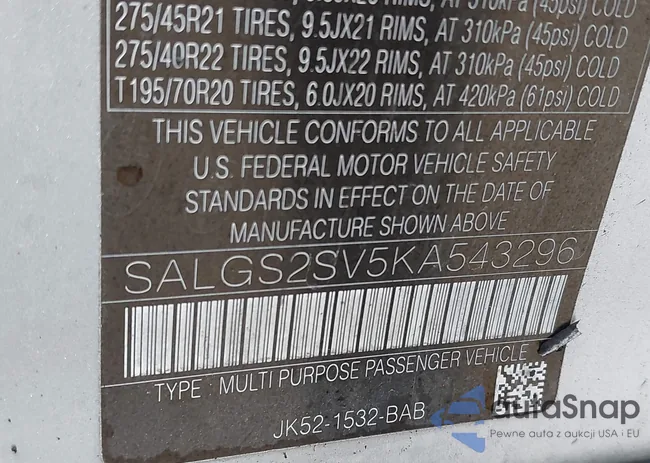 275/45R21 TIRES, 9.5JX21 RIMS, AT 310kPa (45psi) COLD
275/40R22 TIRES, 9.5JX22 RIMS, AT 310kPa (45psi) COLD
T195/70R20 TIRES, 6.0JX20 RIMS, AT 420kPa (61psi) COLD
THIS VEHICLE CONFORMS TO ALL APPLICABLE
U.S. FEDERAL MOTOR VEHICLE SAFETY
STANDARDS IN EFFECT ON THE DATE OF
MANUFACTURE SHOWN ABOVE
SALGS2SV5KA543296
TYPE : MULTI PURPOSE PASSENGER VEHICLE
JK52-1532-BAB
autaSnap
Pewne auta z aukcji USA i EU